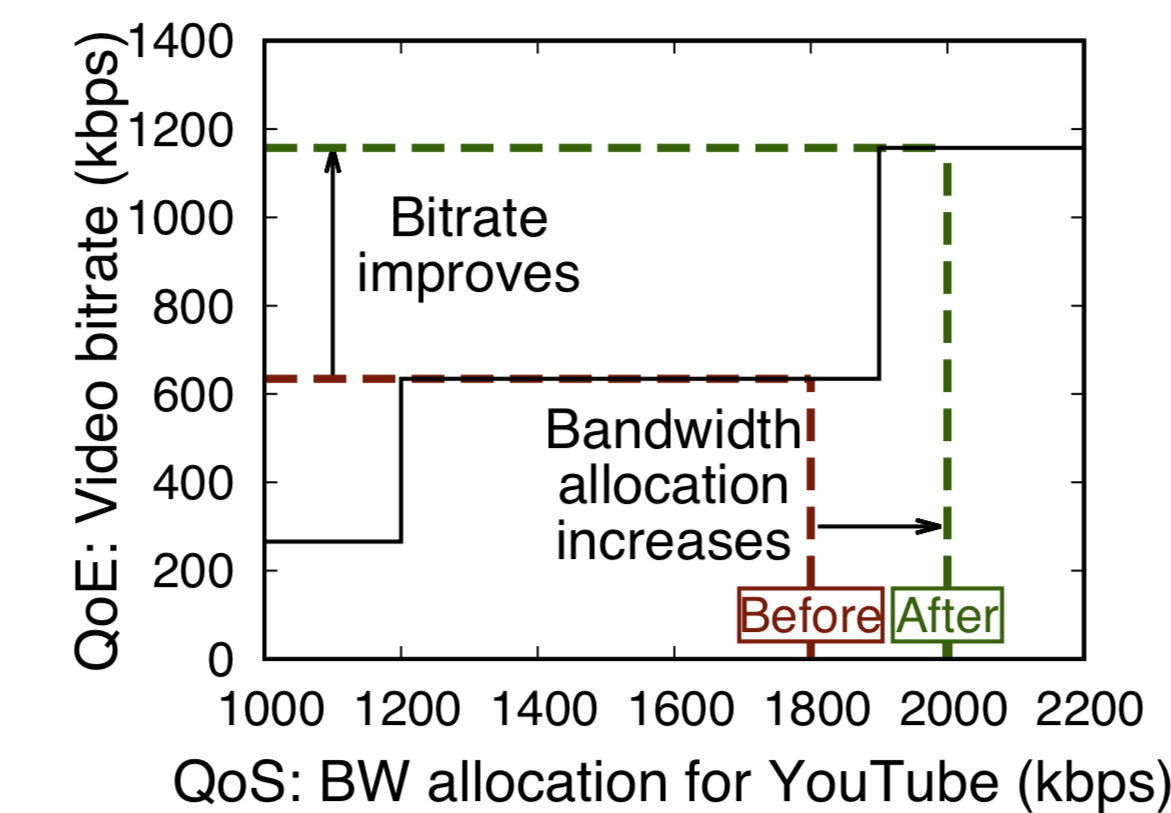 QoE: Video bitrate (kbps)
1400
1200
1000
800
600
400
200
0
Bitrate
improves
Bandwidth
allocation
increases
Before After
1000 1200 1400 1600 1800 2000 2200
QoS: BW allocation for YouTube (kbps)